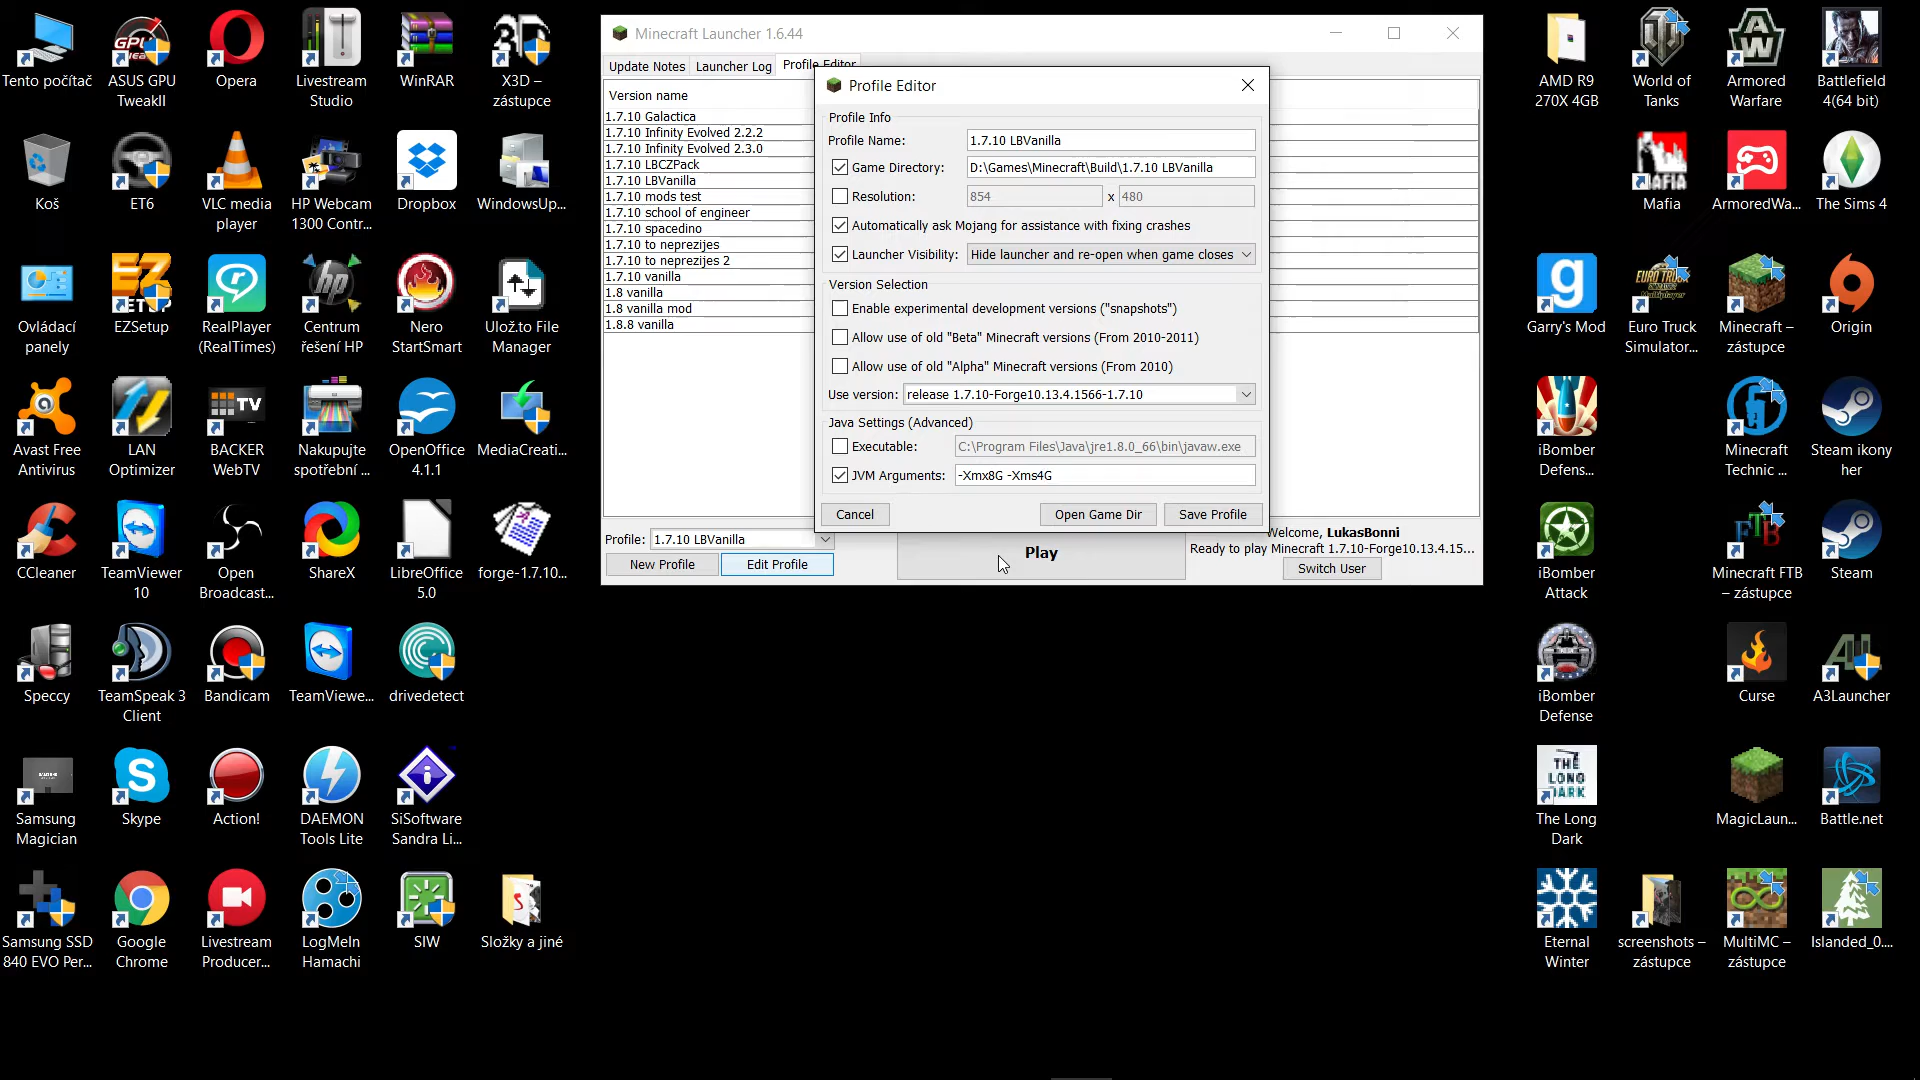 Tento počítač
ASUS GPU
TweakII
Opera
Livestream
Studio
WinRAR
X3D –
zástupce
Koš
ET6
VLC media
player
HP Webcam
1300 Contr...
Dropbox
WindowsUp...
Ovládací
panely
EZSetup
RealPlayer
(RealTimes)
Centrum
řešení HP
Nero
StartSmart
Ulož.to File
Manager
Avast Free
Antivirus
LAN
Optimizer
BACKER
WebTV
Nakupujte
spotřební ...
OpenOffice
4.1.1
MediaCreati...
CCleaner
TeamViewer
10
Open
Broadcast...
ShareX
LibreOffice
5.0
forge-1.7.10...
Speccy
TeamSpeak 3
Client
Bandicam
TeamViewe...
drivedetect
Samsung
Magician
Skype
Action!
DAEMON
Tools Lite
SiSoftware
Sandra Li...
Samsung SSD
840 EVO Per...
Google
Chrome
Livestream
Producer...
LogMeIn
Hamachi
SIW
Složky a jiné
Minecraft Launcher 1.6.44
Update Notes
Launcher Log
Profile Editor
Version name
1.7.10 Galactica
1.7.10 Infinity Evolved 2.2.2
1.7.10 Infinity Evolved 2.3.0
1.7.10 LBCZPack
1.7.10 LBVanilla
1.7.10 mods test
1.7.10 school of engineer
1.7.10 spacedino
1.7.10 to neprezijes
1.7.10 to neprezijes 2
1.7.10 vanilla
1.8 vanilla
1.8 vanilla mod
1.8.8 vanilla
Profile: 1.7.10 LBVanilla
New Profile
Edit Profile
Play
Welcome, LukasBonni
Ready to play Minecraft 1.7.10-Forge10.13.4.15...
Switch User
Profile Editor
Profile Info
Profile Name: 1.7.10 LBVanilla
Game Directory: D:\Games\Minecraft\Build\1.7.10 LBVanilla
Resolution: 854 x 480
Automatically ask Mojang for assistance with fixing crashes
Launcher Visibility: Hide launcher and re-open when game closes
Version Selection
Enable experimental development versions ("snapshots")
Allow use of old "Beta" Minecraft versions (From 2010-2011)
Allow use of old "Alpha" Minecraft versions (From 2010)
Use version: release 1.7.10-Forge10.13.4.1566-1.7.10
Java Settings (Advanced)
Executable: C:\Program Files\Java\jre1.8.0_66\bin\javaw.exe
JVM Arguments: -Xmx8G -Xms4G
Cancel
Open Game Dir
Save Profile
AMD R9
270X 4GB
World of
Tanks
Armored
Warfare
Battlefield
4(64 bit)
Mafia
ArmoredWa...
The Sims 4
Garry's Mod
Euro Truck
Simulator...
Minecraft –
zástupce
Origin
iBomber
Defens...
Minecraft
Technic ...
Steam ikony
her
iBomber
Attack
Minecraft FTB
– zástupce
Steam
iBomber
Defense
Curse
A3Launcher
The Long
Dark
MagicLaun...
Battle.net
Eternal
Winter
screenshots –
zástupce
MultiMC –
zástupce
Islanded_0....